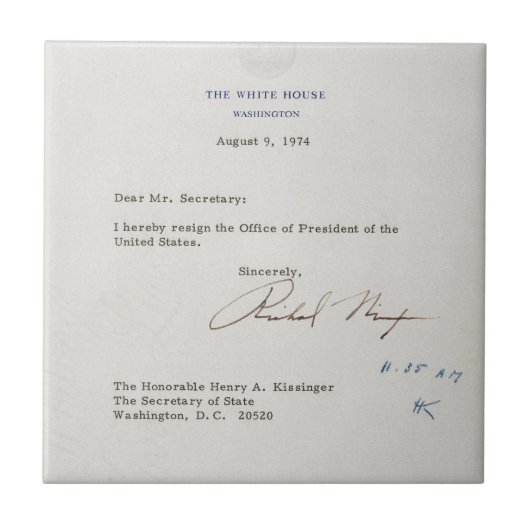 THE WHITE HOUSE
WASHINGTON
August 9, 1974
Dear Mr. Secretary:
I hereby resign the Office of President of the
United States.
Sincerely,
Richard Nixon
11.35 AM
HK
The Honorable Henry A. Kissinger
The Secretary of State
Washington, D. C. 20520